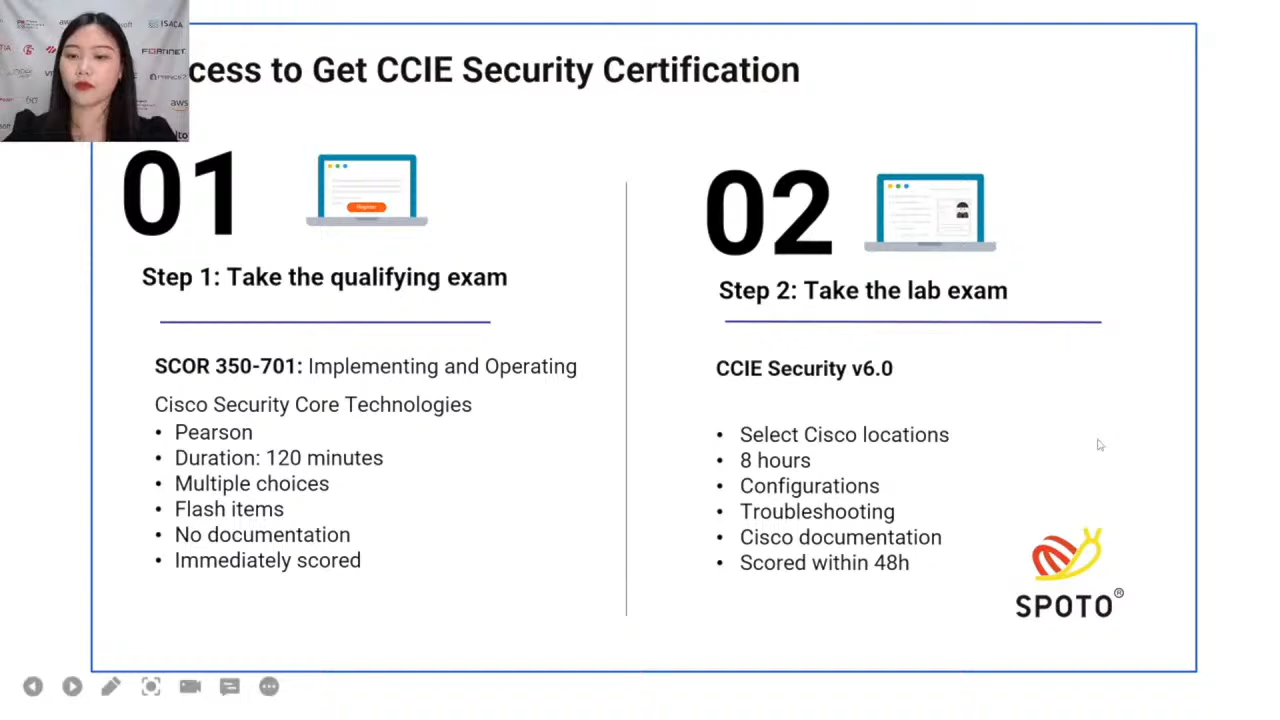 cess to Get CCIE Security Certification
ISACA
FORTINET
aws
01
Step 1: Take the qualifying exam
SCOR 350-701: Implementing and Operating
Cisco Security Core Technologies
• Pearson
• Duration: 120 minutes
• Multiple choices
• Flash items
• No documentation
• Immediately scored
02
Step 2: Take the lab exam
CCIE Security v6.0
• Select Cisco locations
• 8 hours
• Configurations
• Troubleshooting
• Cisco documentation
• Scored within 48h
SPOTO®